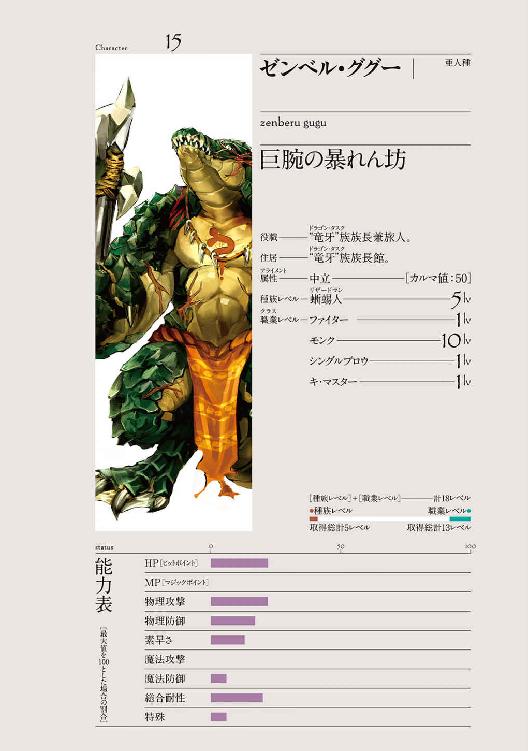 Character 15
ゼンベル・ググー
亜人種
zenberu gugu
巨腕の暴れん坊
ドラゴン・タスク
役職 “竜牙”族族長兼旅人。
ドラゴン・タスク
住居 “竜牙”族族長館。
アライメント
属性 中立 [カルマ値：50]
リザードマン
種族レベル 蜥蜴人 5lv
クラス
職業レベル ファイター 1lv
モンク 10lv
シングルブロウ 1lv
キ・マスター 1lv
[種族レベル]＋[職業レベル] 計18レベル
●種族レベル 職業レベル●
取得総計5レベル 取得総計13レベル
status 0 50 100
能力表
［最大値を100とした場合の割合］
HP［ヒットポイント］
MP［マジックポイント］
物理攻撃
物理防御
素早さ
魔法攻撃
魔法防御
総合耐性
特殊